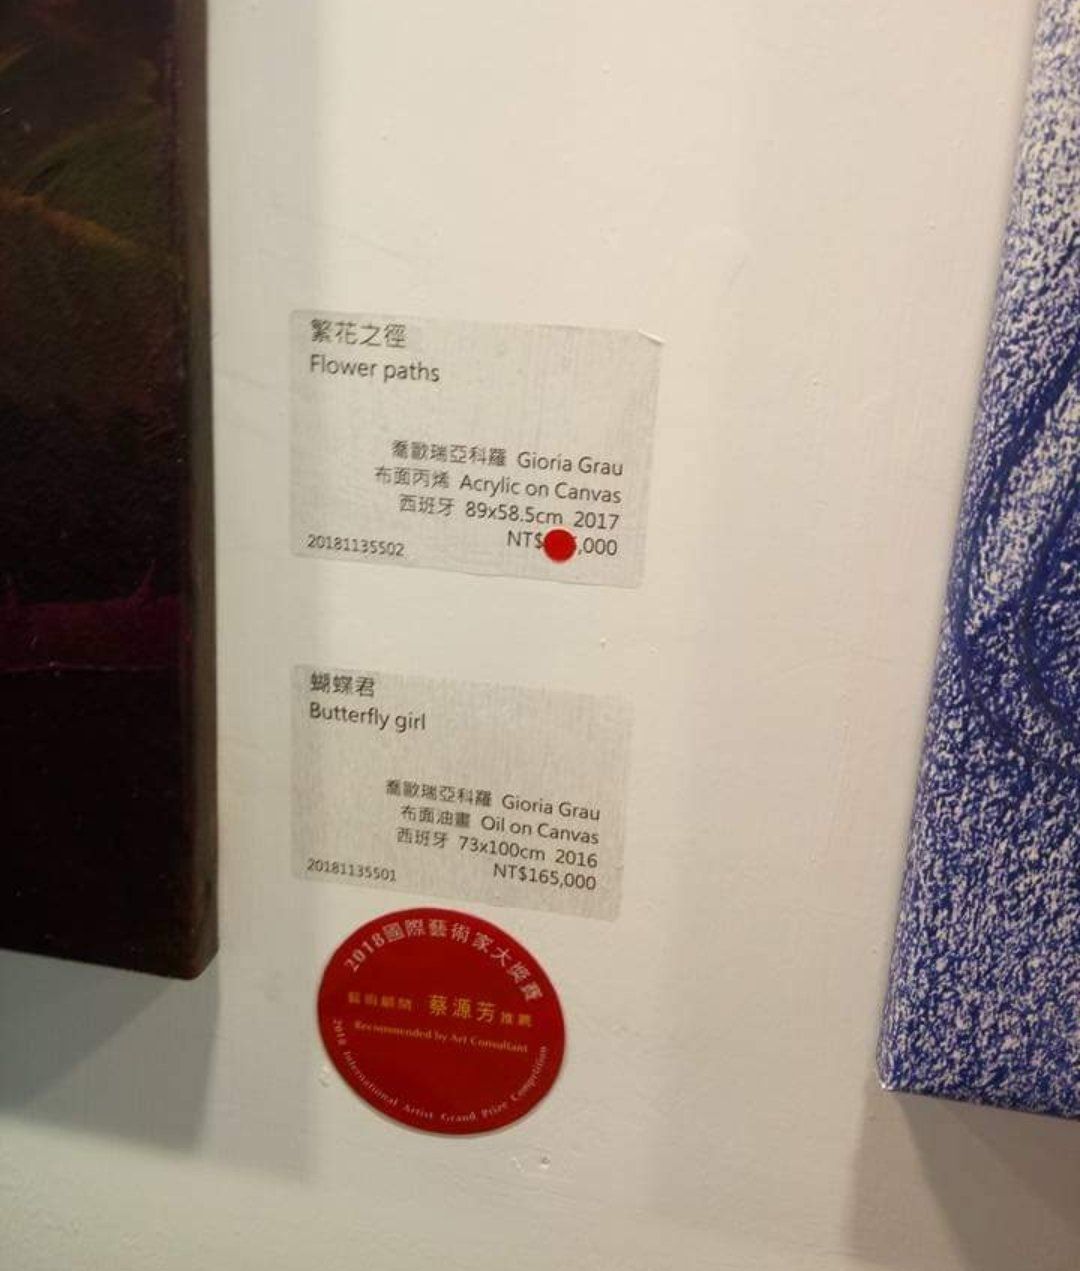 繁花之徑
Flower paths
喬歐瑞亞科羅 Gioria Grau
布面丙烯 Acrylic on Canvas
西班牙 89x58.5cm 2017
NT$ ,000
20181135502
蝴蝶君
Butterfly girl
喬歐瑞亞科羅 Gioria Grau
布面油畫 Oil on Canvas
西班牙 73x100cm 2016
NT$165,000
20181135501
2018國際藝術家大獎賽
藝術顧問 蔡源芳 推薦
Recommended by Art Consultant
2018 International Artist Grand Prize Competition